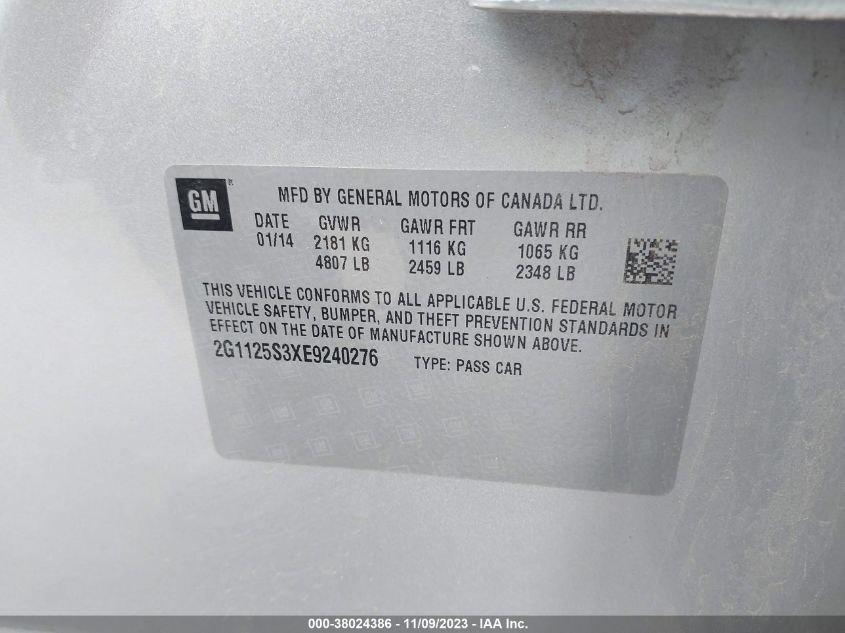 GM
MFD BY GENERAL MOTORS OF CANADA LTD.
DATE GVWR GAWR FRT GAWR RR
01/14 2181 KG 1116 KG 1065 KG
4807 LB 2459 LB 2348 LB
THIS VEHICLE CONFORMS TO ALL APPLICABLE U.S. FEDERAL MOTOR
VEHICLE SAFETY, BUMPER, AND THEFT PREVENTION STANDARDS IN
EFFECT ON THE DATE OF MANUFACTURE SHOWN ABOVE.
2G1125S3XE9240276 TYPE: PASS CAR
000-38024386 - 11/09/2023 - IAA Inc.